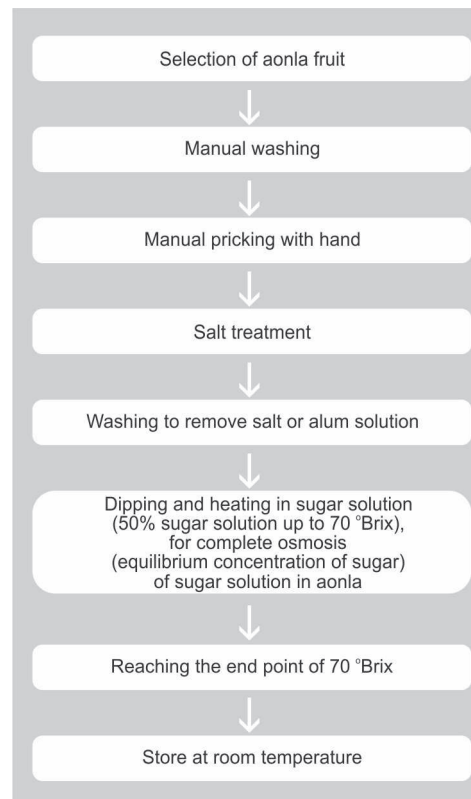 Selection of aonla fruit
Manual washing
Manual pricking with hand
Salt treatment
Washing to remove salt or alum solution
Dipping and heating in sugar solution
(50% sugar solution up to 70 °Brix),
for complete osmosis
(equilibrium concentration of sugar)
of sugar solution in aonla
Reaching the end point of 70 °Brix
Store at room temperature